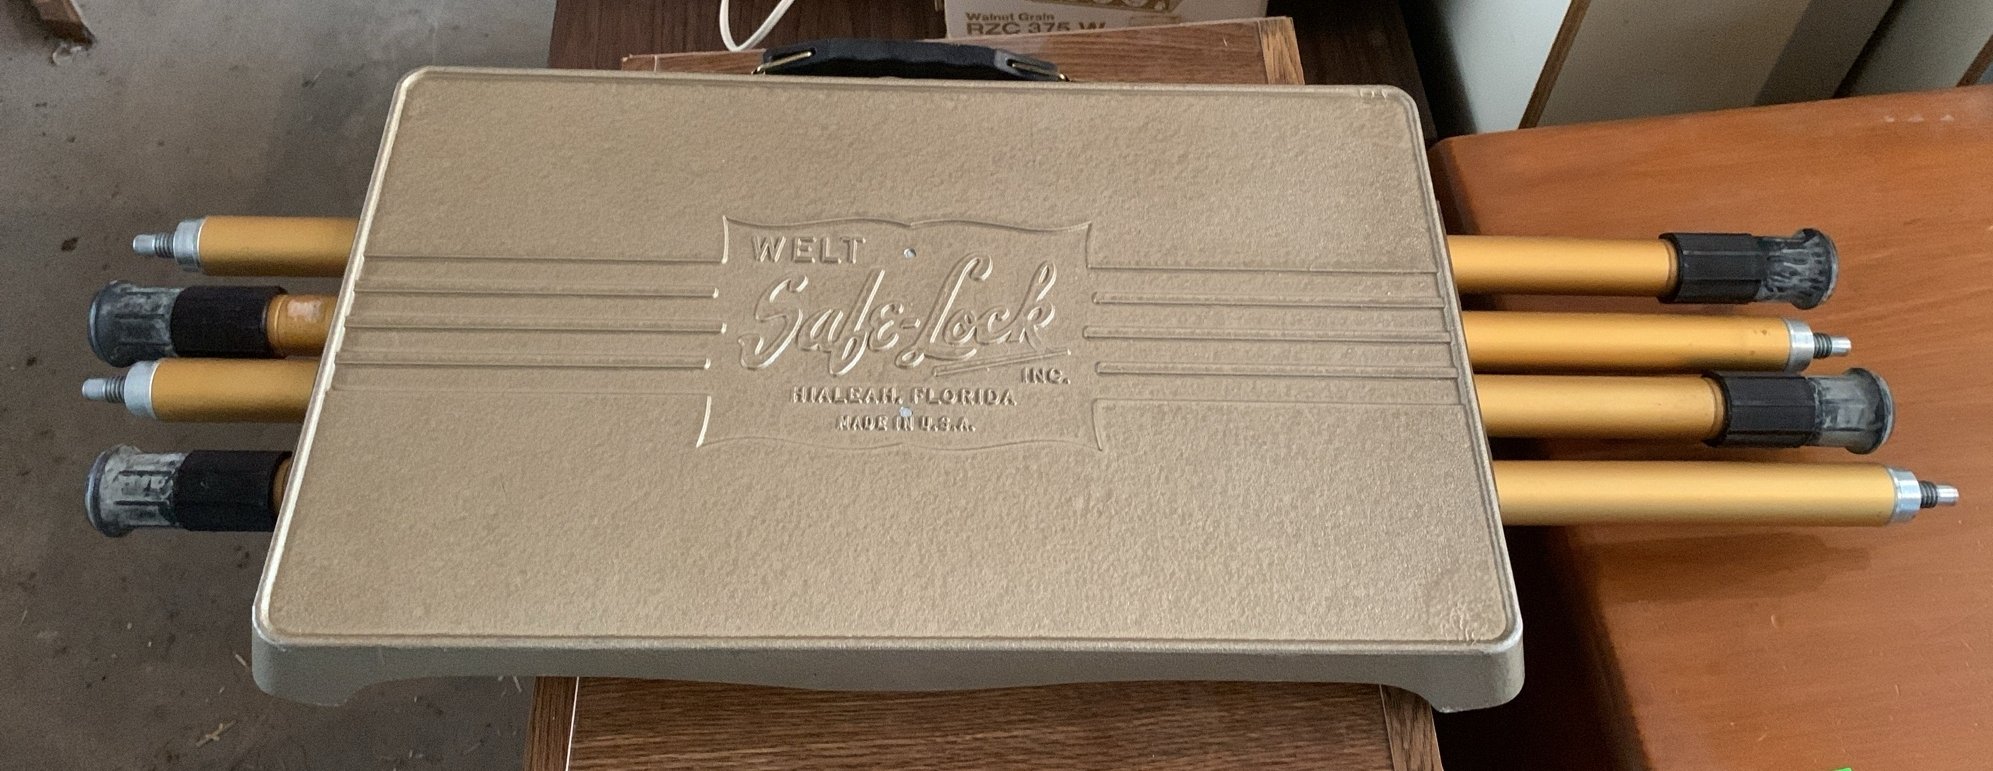 Walnut Grain
RZC 375 W
WELT
Safe-Lock
INC.
HIALEAH, FLORIDA
MADE IN U.S.A.